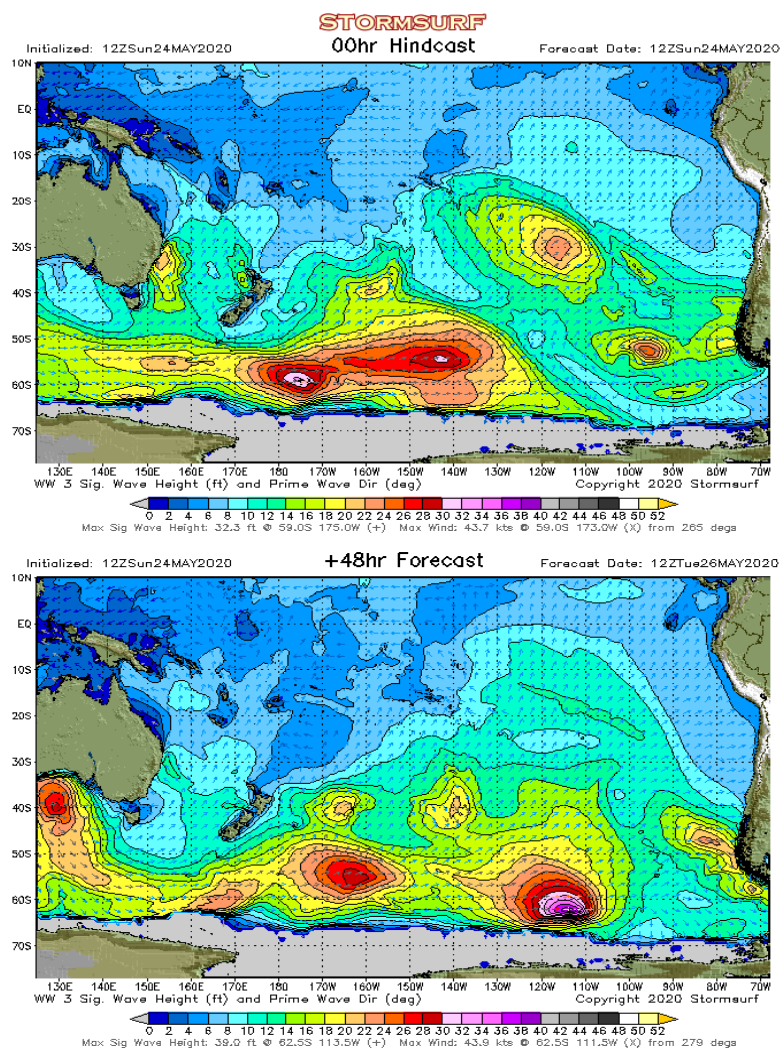 STORMSURF
Initialized: 12ZSun24MAY2020 00hr Hindcast Forecast Date: 12ZSun24MAY2020
10N
EQ
10S
20S
30S
40S
50S
60S
70S
130E 140E 150E 160E 170E 180 170W 160W 150W 140W 130W 120W 110W 100W 90W 80W 70W
WW 3 Sig. Wave Height (ft) and Prime Wave Dir (deg) Copyright 2020 Stormsurf
0 2 4 6 8 10 12 14 16 18 20 22 24 26 28 30 32 34 36 38 40 42 44 46 48 50 52
Max Sig Wave Height: 32.3 ft @ 59.0S 175.0W (+) Max Wind: 43.7 kts @ 59.0S 173.0W (X) from 265 degs
Initialized: 12ZSun24MAY2020 +48hr Forecast Forecast Date: 12ZTue26MAY2020
10N
EQ
10S
20S
30S
40S
50S
60S
70S
130E 140E 150E 160E 170E 180 170W 160W 150W 140W 130W 120W 110W 100W 90W 80W 70W
WW 3 Sig. Wave Height (ft) and Prime Wave Dir (deg) Copyright 2020 Stormsurf
0 2 4 6 8 10 12 14 16 18 20 22 24 26 28 30 32 34 36 38 40 42 44 46 48 50 52
Max Sig Wave Height: 39.0 ft @ 62.5S 113.5W (+) Max Wind: 43.9 kts @ 62.5S 111.5W (X) from 279 degs